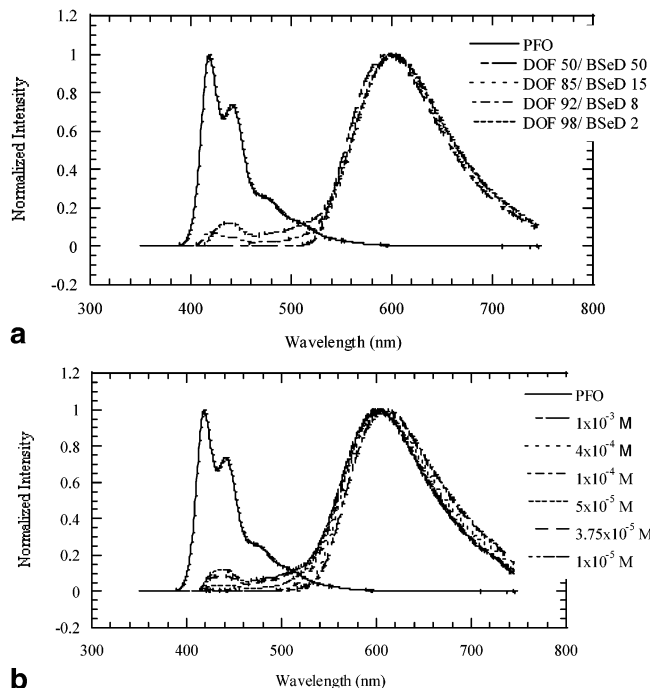 1.2
1
0.8
0.6
0.4
0.2
0
-0.2
Normalized Intensity
PFO
DOF 50/ BSeD 50
DOF 85/ BSeD 15
DOF 92/ BSeD 8
DOF 98/ BSeD 2
300 400 500 600 700 800
Wavelength (nm)
a
1.2
1
0.8
0.6
0.4
0.2
0
-0.2
Normalized Intensity
PFO
1x10⁻³ M
4x10⁻⁴ M
1x10⁻⁴ M
5x10⁻⁵ M
3.75x10⁻⁵ M
1x10⁻⁵ M
300 400 500 600 700 800
Wavelength (nm)
b